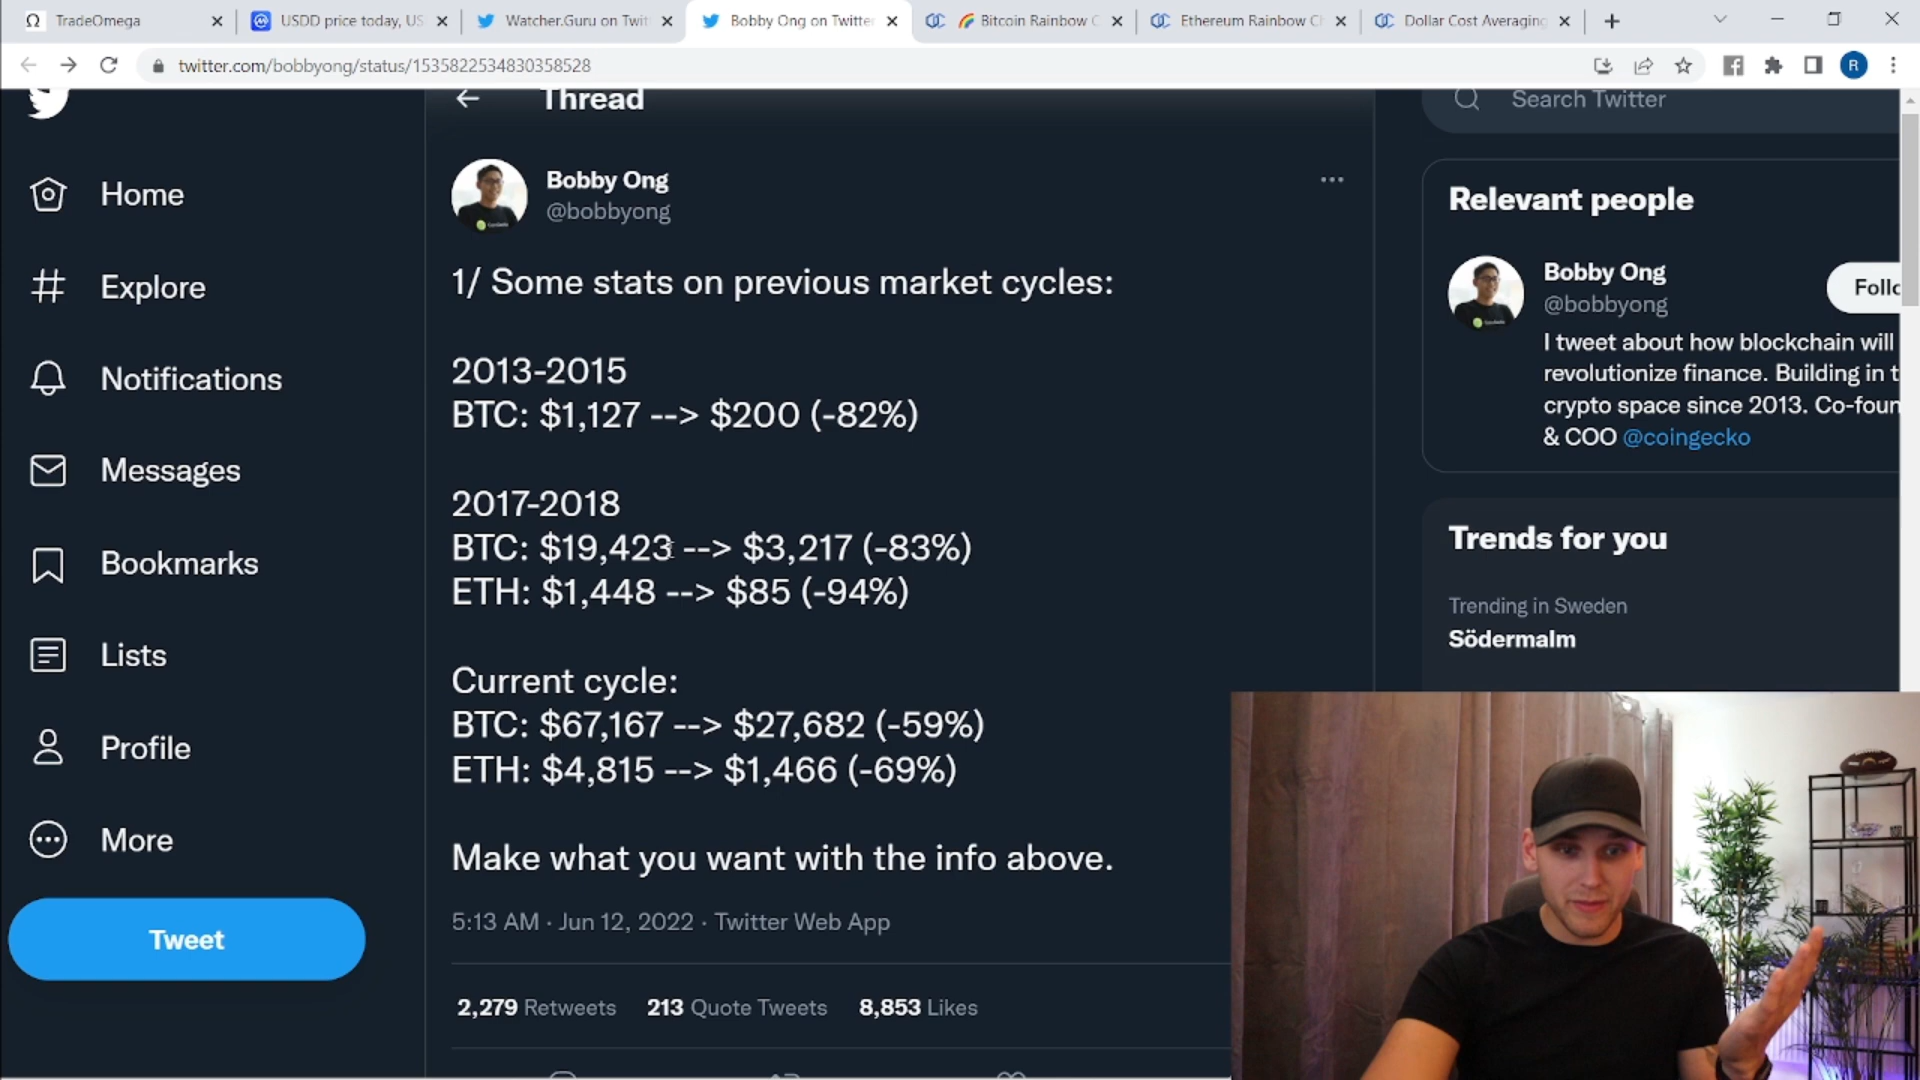 TradeOmega
USDD price today, US
Watcher.Guru on Twit
Bobby Ong on Twitter
Bitcoin Rainbow C
Ethereum Rainbow Ch
Dollar Cost Averaging
twitter.com/bobbyong/status/1535822534830358528
R
Home
Explore
Notifications
Messages
Bookmarks
Lists
Profile
More
Tweet
Thread
Bobby Ong
@bobbyong
1/ Some stats on previous market cycles:
2013-2015
BTC: $1,127 --> $200 (-82%)
2017-2018
BTC: $19,423 --> $3,217 (-83%)
ETH: $1,448 --> $85 (-94%)
Current cycle:
BTC: $67,167 --> $27,682 (-59%)
ETH: $4,815 --> $1,466 (-69%)
Make what you want with the info above.
5:13 AM · Jun 12, 2022 · Twitter Web App
2,279 Retweets 213 Quote Tweets 8,853 Likes
Search Twitter
Relevant people
Bobby Ong
@bobbyong
Follo
I tweet about how blockchain will
revolutionize finance. Building in t
crypto space since 2013. Co-foun
& COO @coingecko
Trends for you
Trending in Sweden
Södermalm